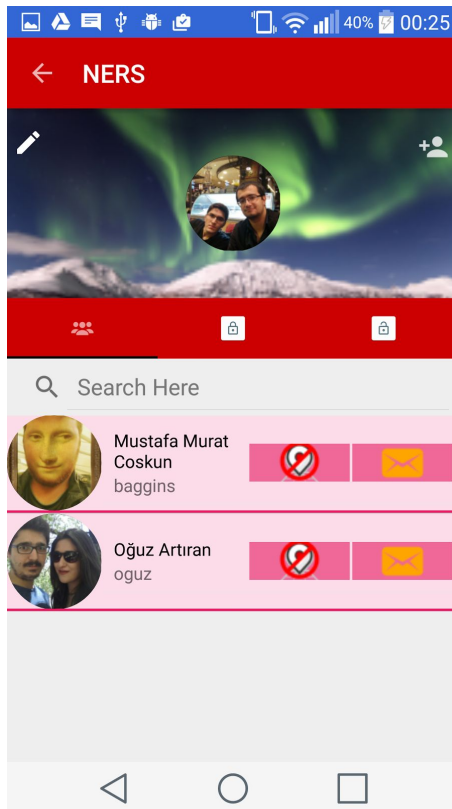 40% 00:25
NERS
Search Here
Mustafa Murat
Coskun
baggins
Oğuz Artıran
oguz